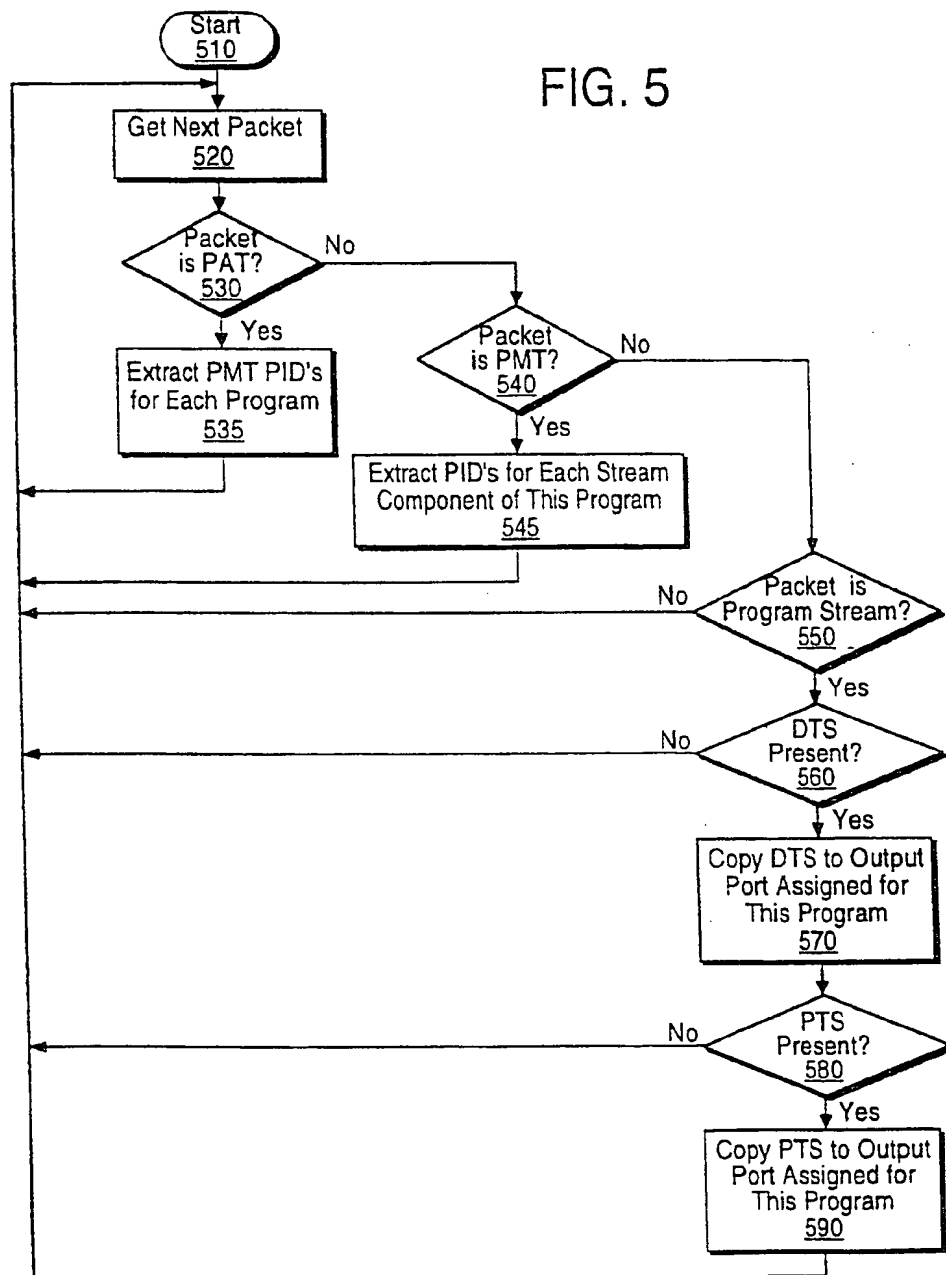 Start
510
FIG. 5
Get Next Packet
520
Packet
is PAT?
530
No
Yes
Extract PMT PID's
for Each Program
535
Packet
is PMT?
540
No
Yes
Extract PID's for Each Stream
Component of This Program
545
Packet is
Program Stream?
550
No
Yes
DTS
Present?
560
No
Yes
Copy DTS to Output
Port Assigned for
This Program
570
PTS
Present?
580
No
Yes
Copy PTS to Output
Port Assigned for
This Program
590